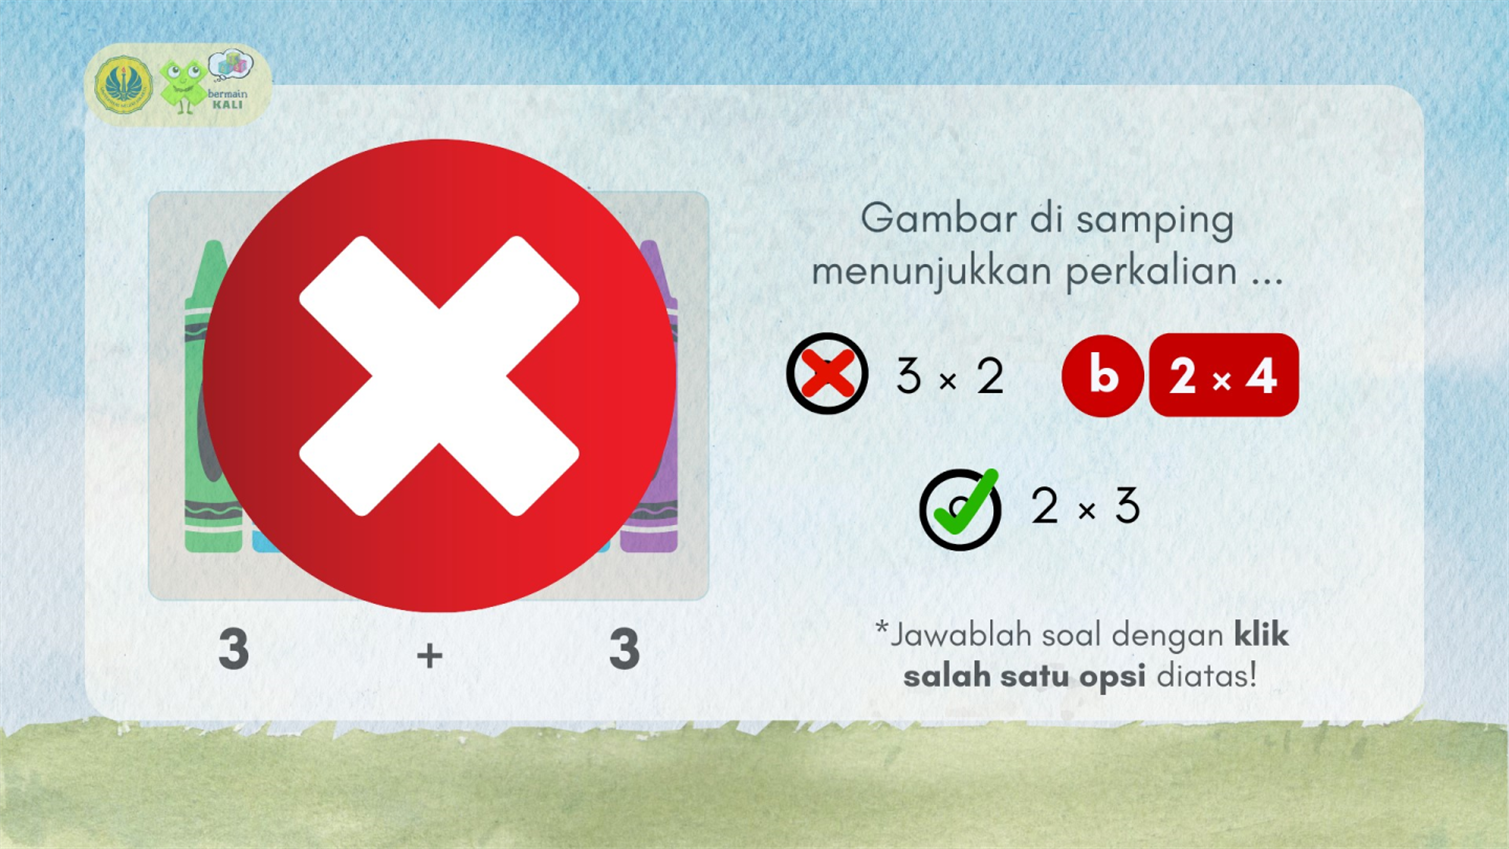 bermain
KALI
Gambar di samping
menunjukkan perkalian ...
3 × 2
b 2 × 4
2 × 3
3 + 3
*Jawablah soal dengan klik
salah satu opsi diatas!